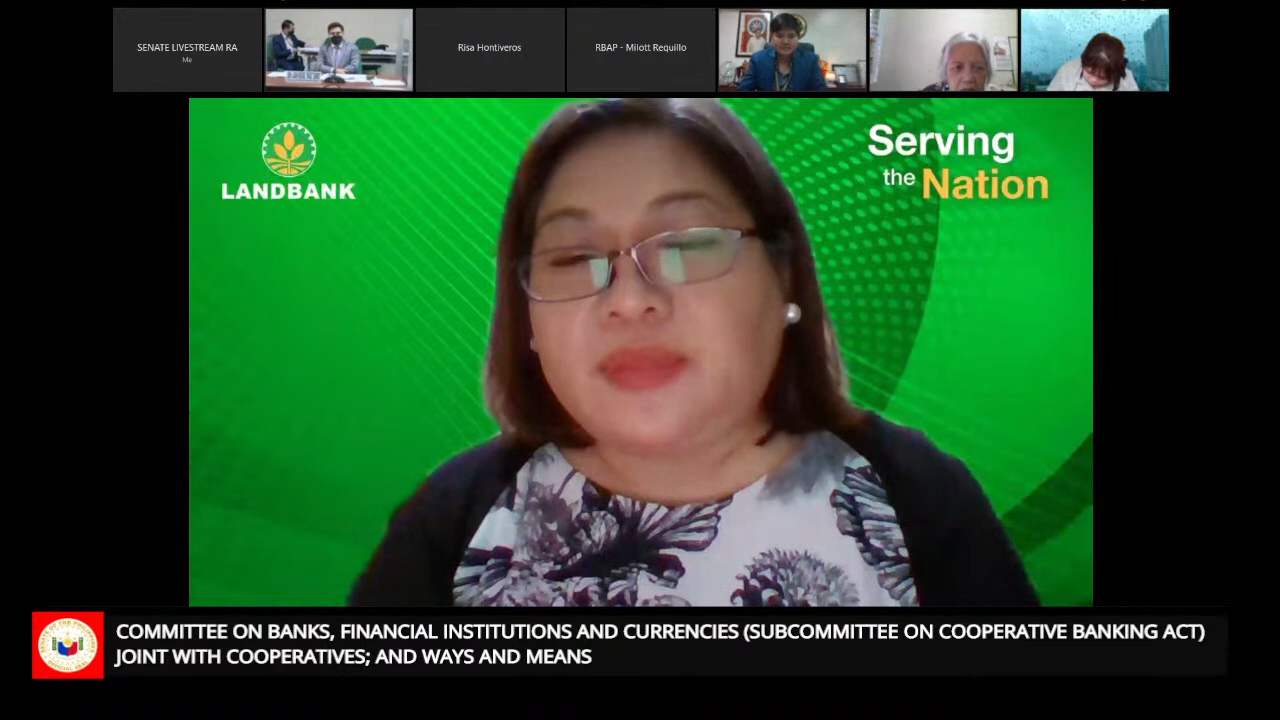 SENATE LIVESTREAM RA
Me
Risa Hontiveros
RBAP - Milott Requillo
LANDBANK
Serving
the Nation
COMMITTEE ON BANKS, FINANCIAL INSTITUTIONS AND CURRENCIES (SUBCOMMITTEE ON COOPERATIVE BANKING ACT)
JOINT WITH COOPERATIVES; AND WAYS AND MEANS